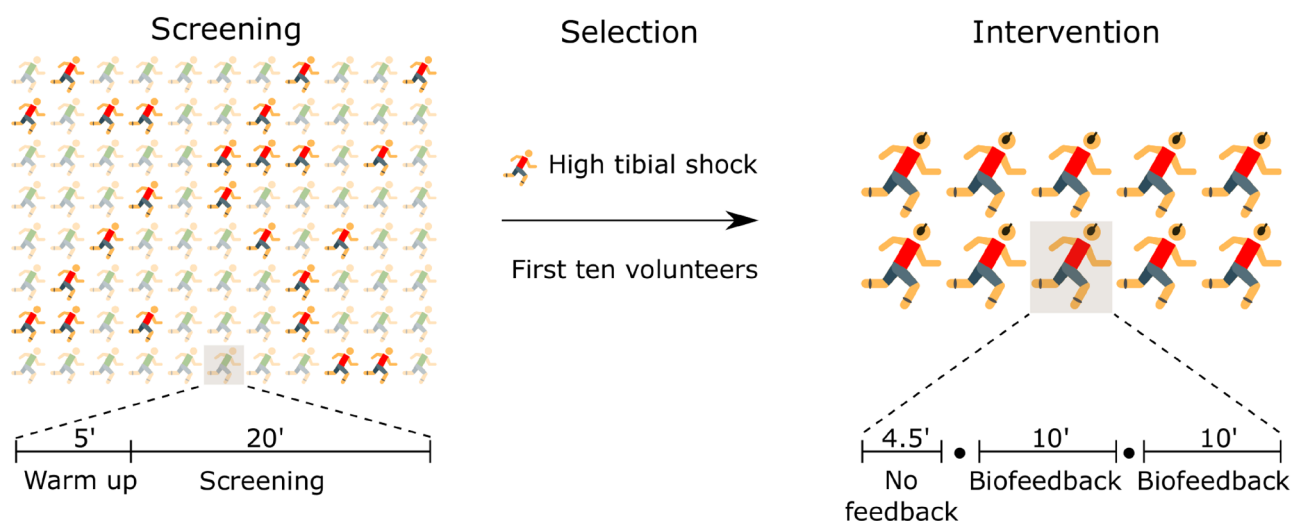 Screening
Selection
Intervention
High tibial shock
First ten volunteers
5'
20'
Warm up
Screening
4.5'
10'
10'
No
feedback
Biofeedback
Biofeedback